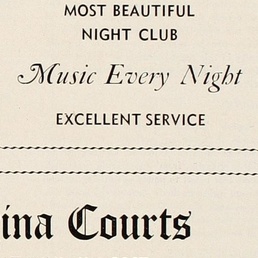 MOST BEAUTIFUL
NIGHT CLUB
Music Every Night
EXCELLENT SERVICE
ina Courts